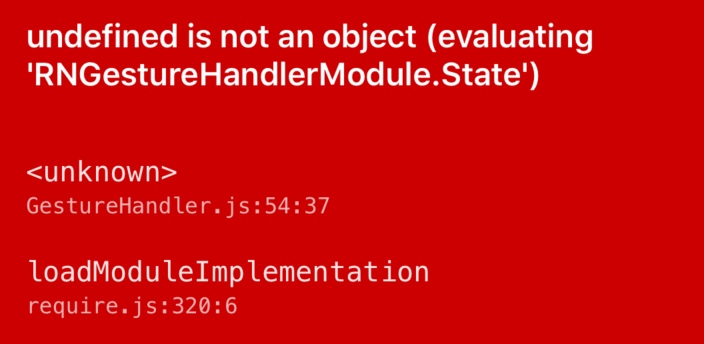 undefined is not an object (evaluating
'RNGestureHandlerModule.State')
<unknown>
GestureHandler.js:54:37
loadModuleImplementation
require.js:320:6